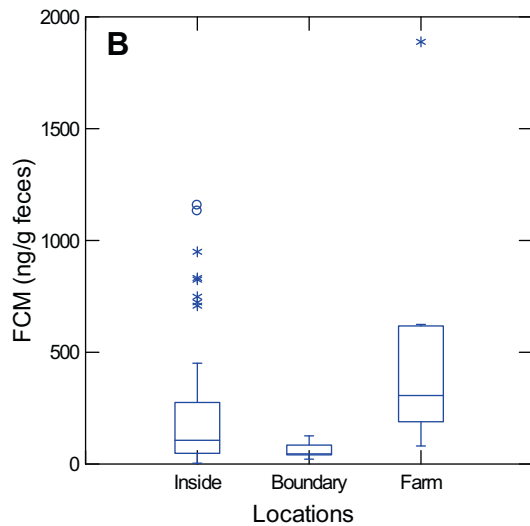 B
FCM (ng/g feces)
2000
1500
1000
500
0
Inside Boundary Farm
Locations